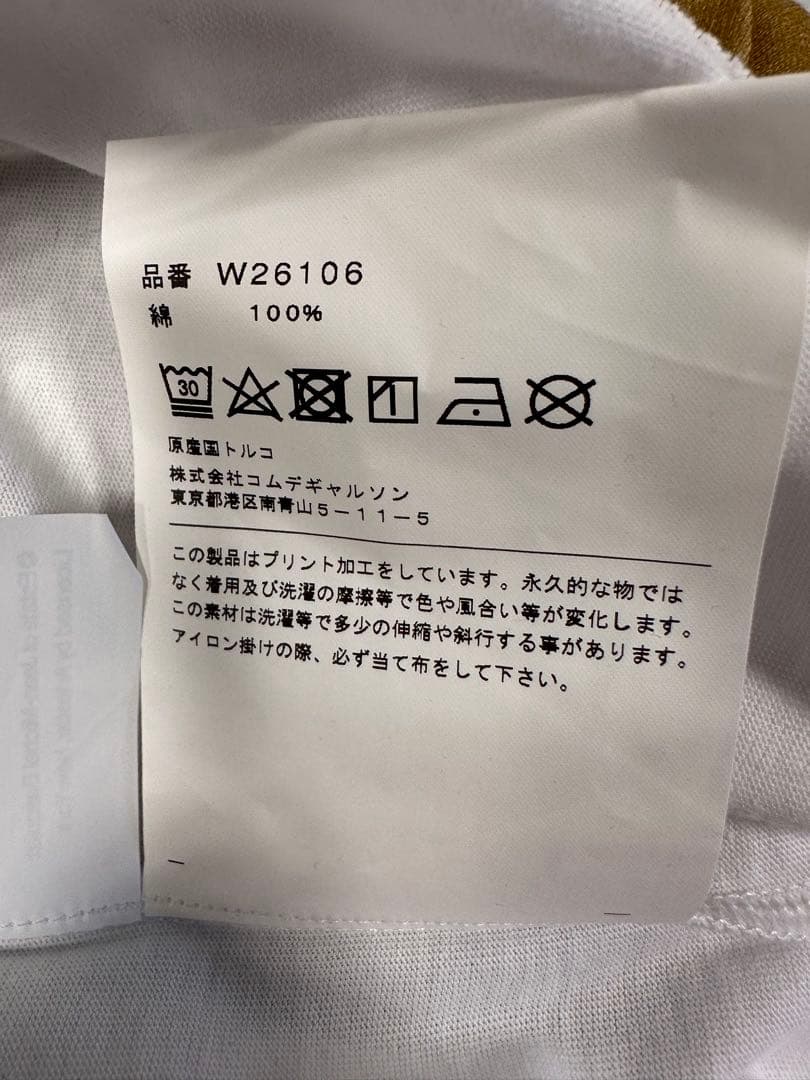 品番 W26106
綿 100%
30
原産国トルコ
株式会社コムデギャルソン
東京都港区南青山5-11-5
この製品はプリント加工をしています。永久的な物では
なく着用及び洗濯の摩擦等で色や風合い等が変化します。
この素材は洗濯等で多少の伸縮や斜行する事があります。
アイロン掛けの際、必ず当て布をして下さい。